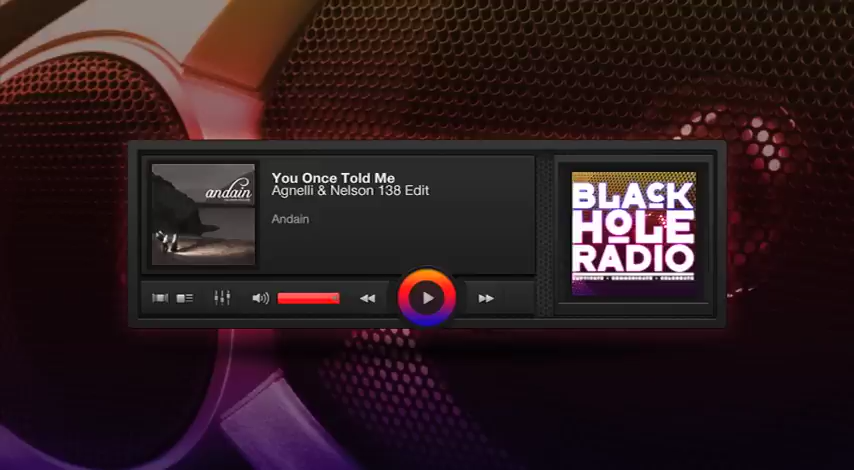 You Once Told Me
Agnelli & Nelson 138 Edit
Andain
andain
BLACK
HOLE
RADIO